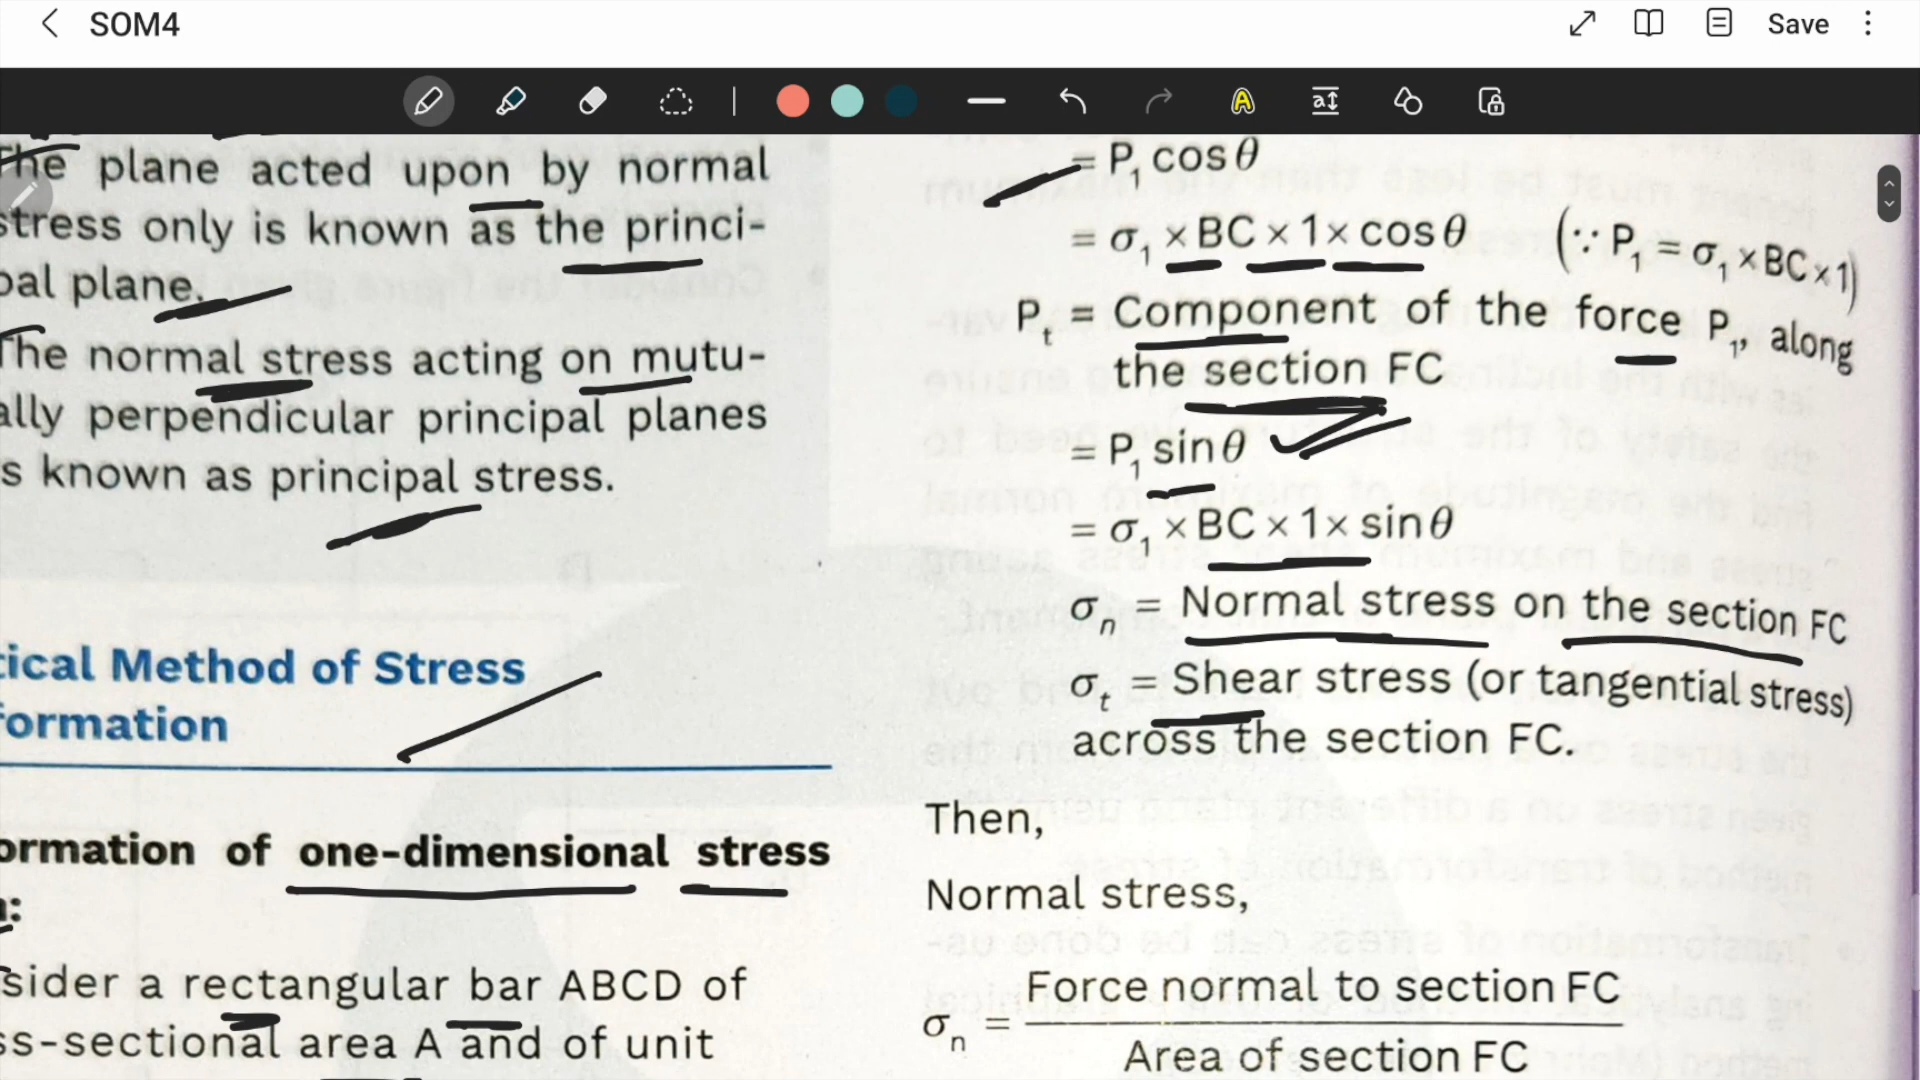 SOM4
Save
The plane acted upon by normal
stress only is known as the princi-
pal plane.
The normal stress acting on mutu-
ally perpendicular principal planes
s known as principal stress.
tical Method of Stress
formation
ormation of one-dimensional stress
sider a rectangular bar ABCD of
ss-sectional area A and of unit
= P₁ cosθ
= σ₁ × BC × 1 × cosθ (∵ P₁ = σ₁ × BC × 1)
Pₜ = Component of the force P₁, along
the section FC
= P₁ sinθ
= σ₁ × BC × 1 × sinθ
σₙ = Normal stress on the section FC
σₜ = Shear stress (or tangential stress)
across the section FC.
Then,
Normal stress,
σₙ = Force normal to section FC
Area of section FC